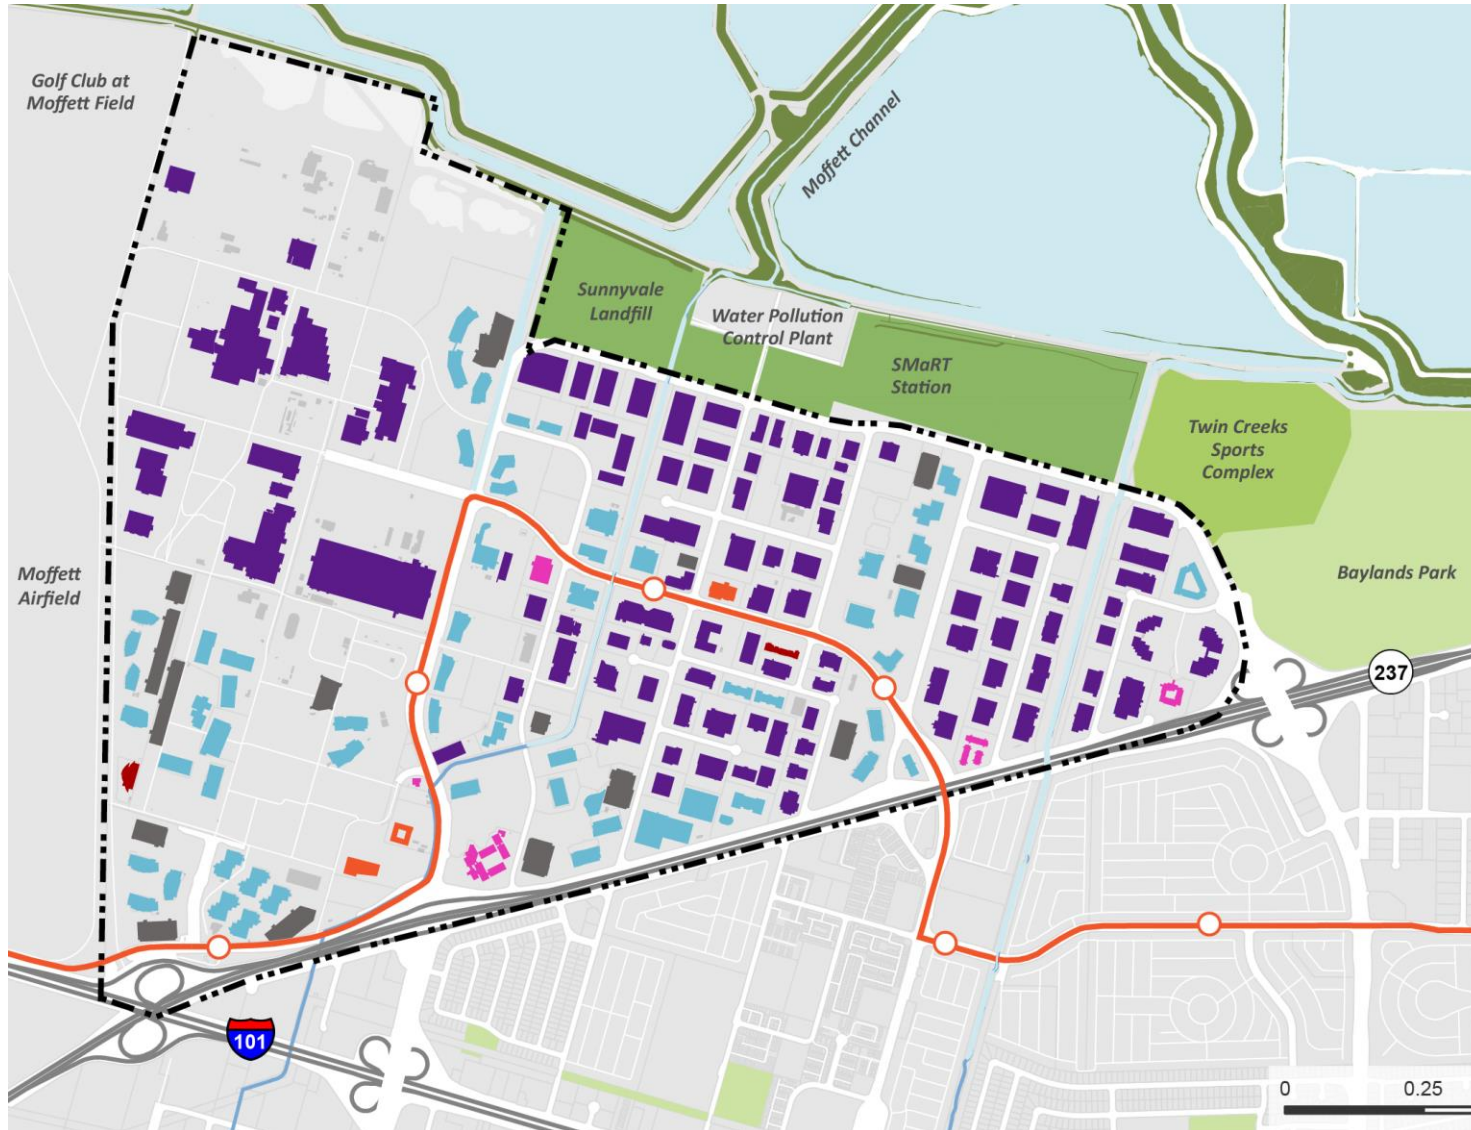 Golf Club at
Moffett Field
Moffett Channel
Sunnyvale
Landfill
Water Pollution
Control Plant
SMaRT
Station
Twin Creeks
Sports
Complex
Moffett
Airfield
Baylands Park
237
101
0 0.25